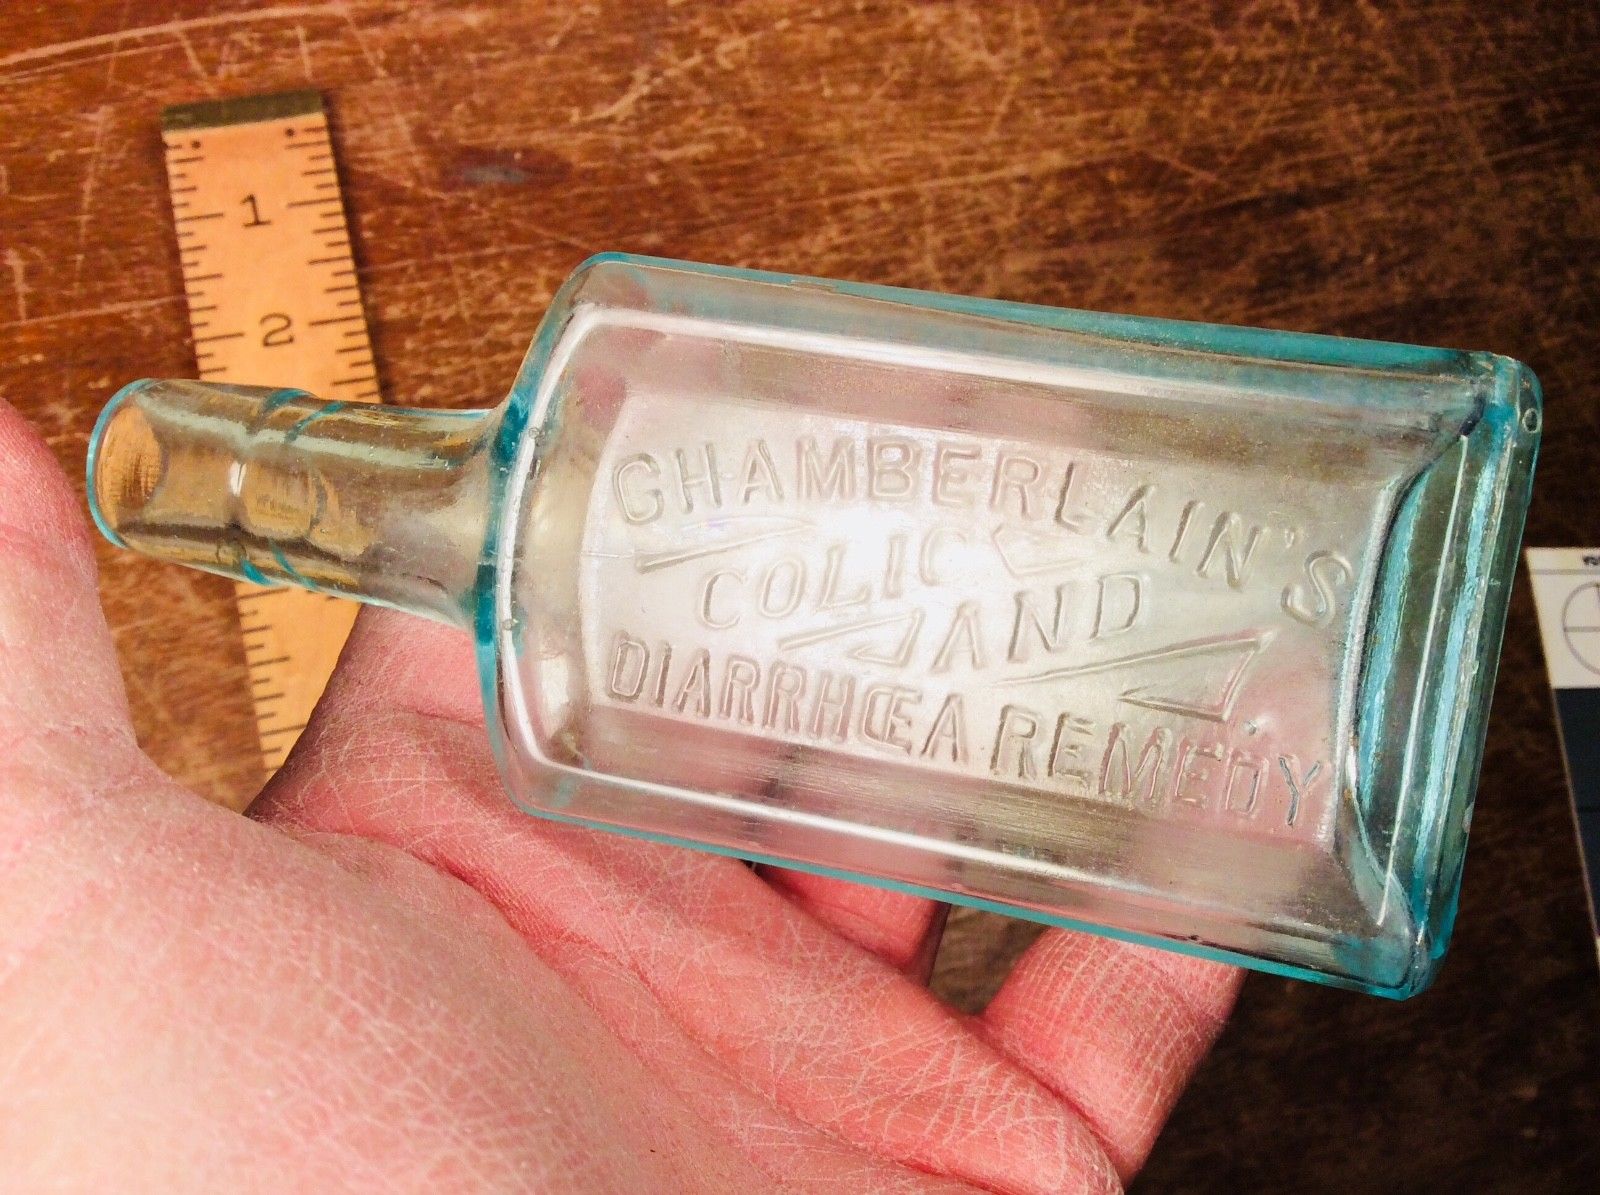 CHAMBERLAIN'S
COLIC
AND
DIARRHŒA REMEDY
1
2